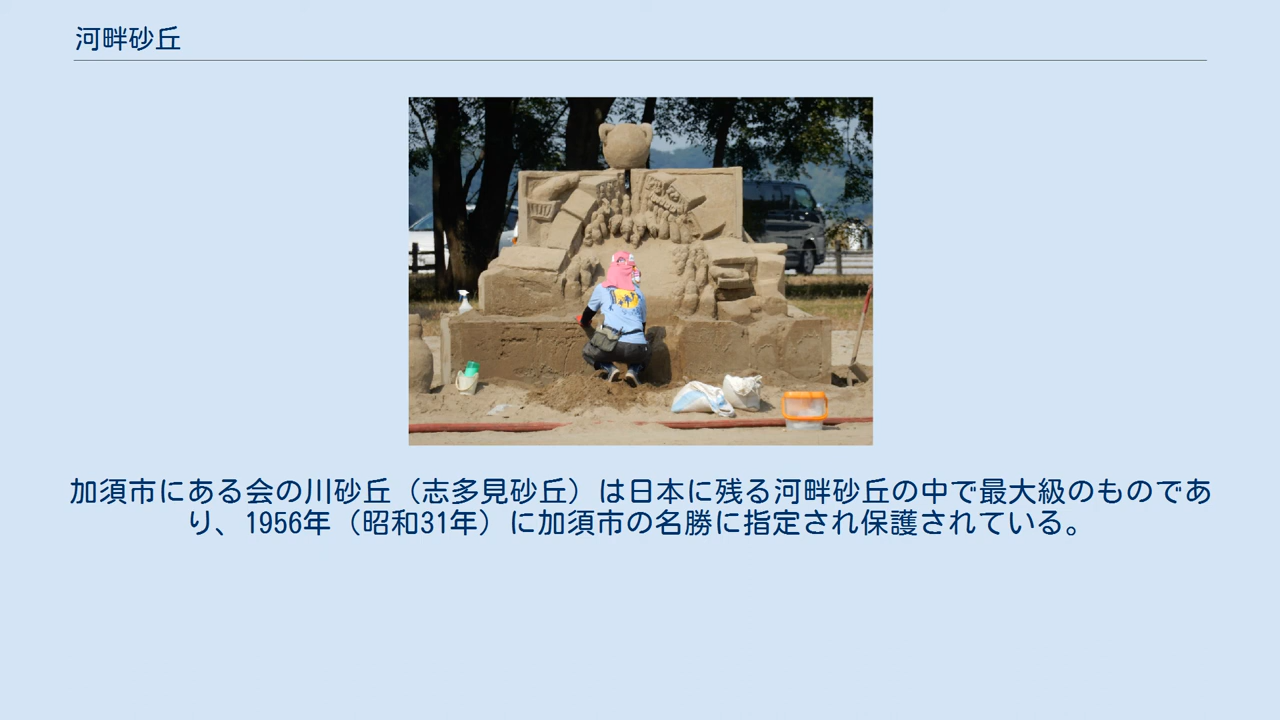 河畔砂丘
加須市にある会の川砂丘（志多見砂丘）は日本に残る河畔砂丘の中で最大級のものであ
り、1956年（昭和31年）に加須市の名勝に指定され保護されている。